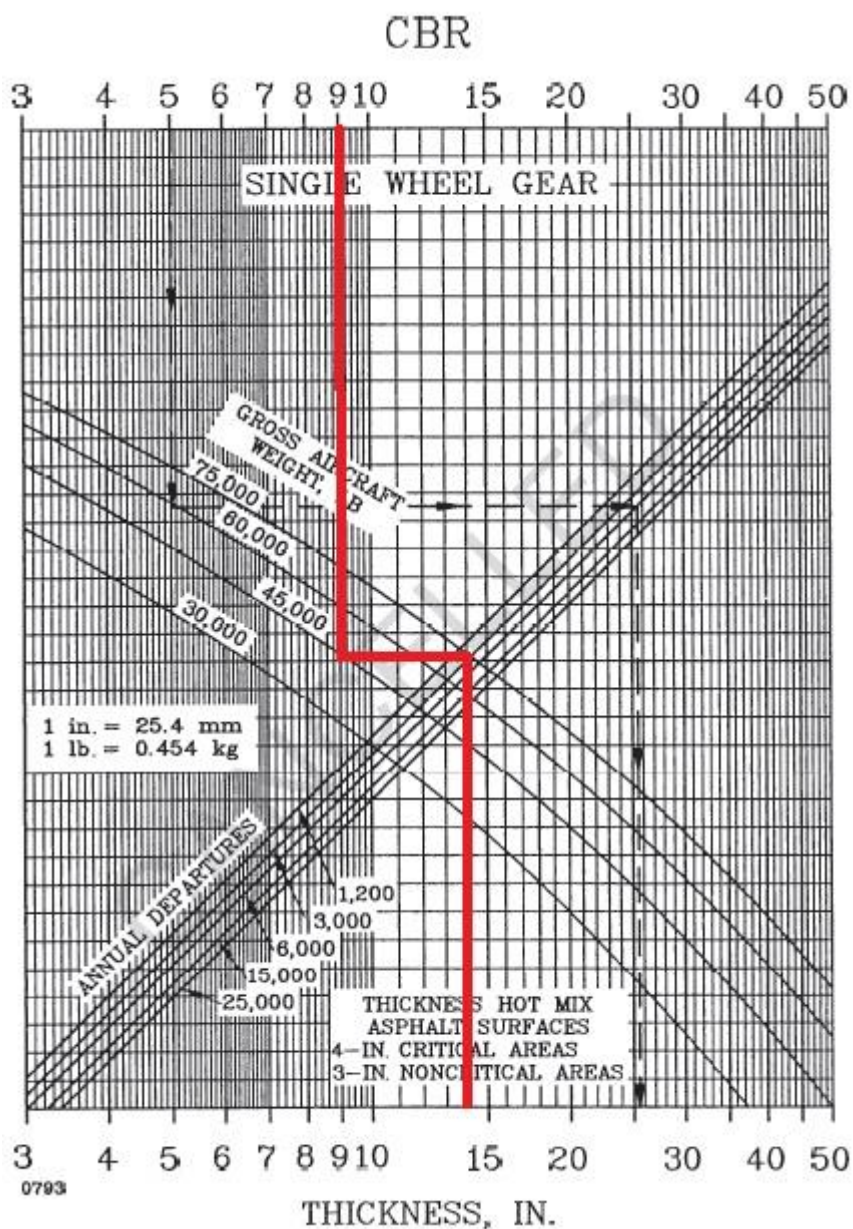 CBR
3 4 5 6 7 8 9 10 15 20 30 40 50
SINGLE WHEEL GEAR
GROSS AIRCRAFT
WEIGHT, LB
75,000
60,000
45,000
30,000
1 in. = 25.4 mm
1 lb. = 0.454 kg
CANCELLED
ANNUAL DEPARTURES
1,200
3,000
6,000
15,000
25,000
THICKNESS HOT MIX
ASPHALT SURFACES
4-IN. CRITICAL AREAS
3-IN. NONCRITICAL AREAS
3 4 5 6 7 8 9 10 15 20 30 40 50
0793
THICKNESS, IN.